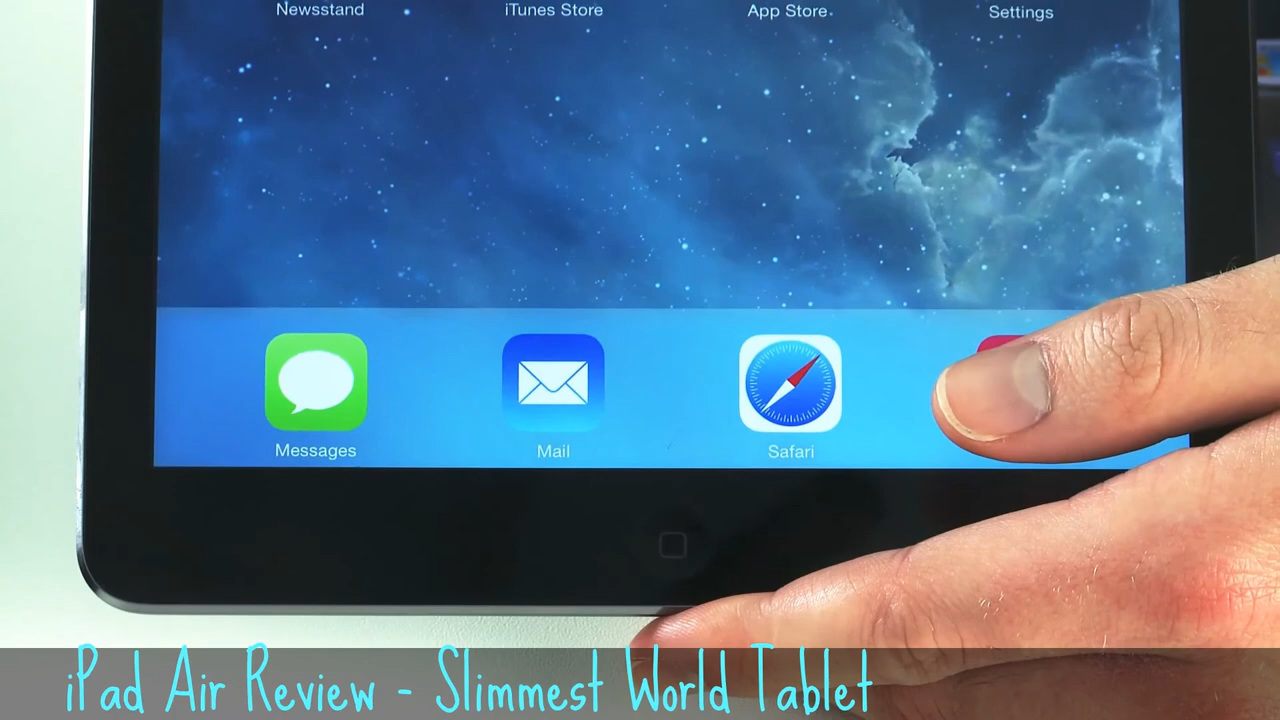 Newsstand
iTunes Store
App Store
Settings
Messages
Mail
Safari
iPad Air Review - Slimmest World Tablet